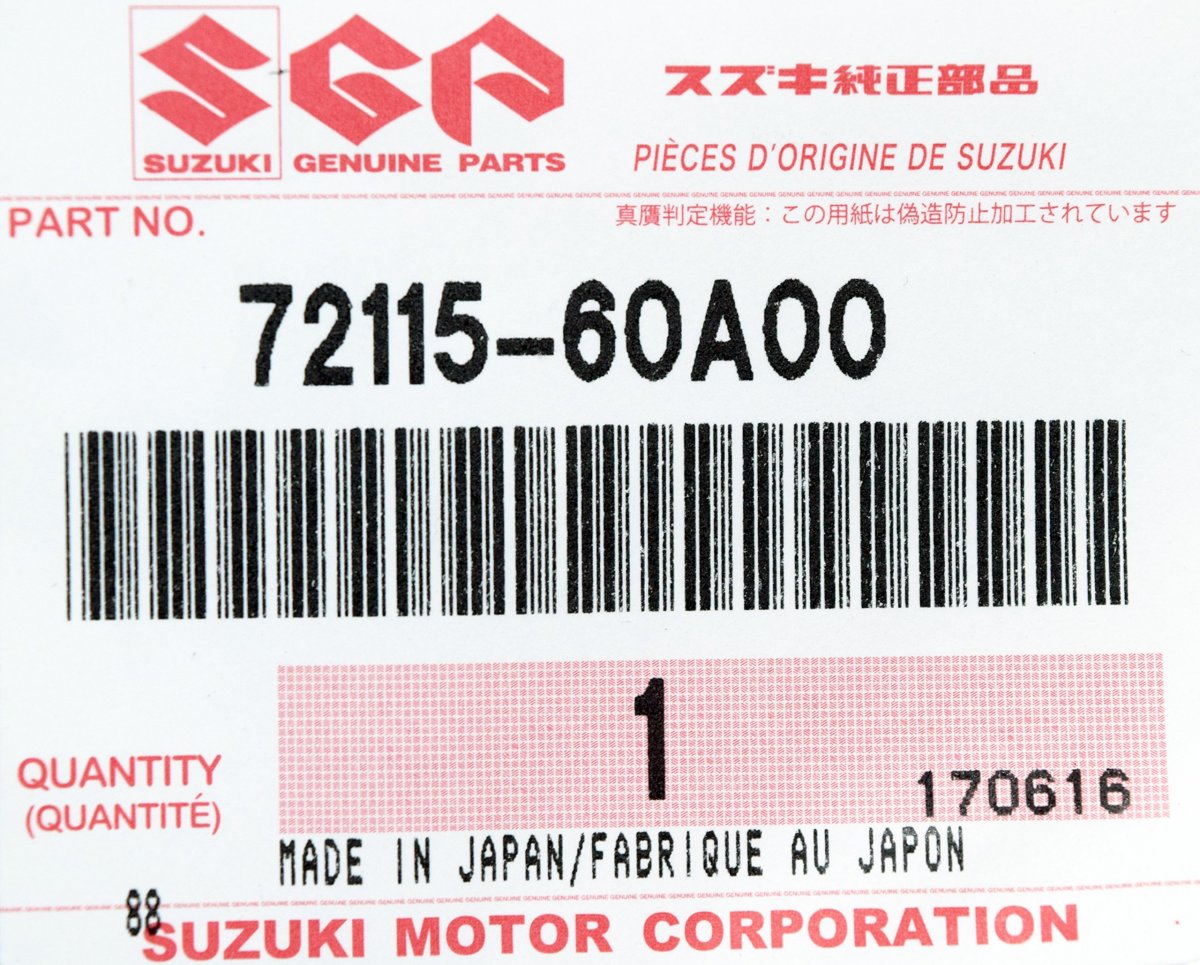 SGP
スズキ純正部品
SUZUKI GENUINE PARTS
PIÈCES D'ORIGINE DE SUZUKI
PART NO.
真贋判定機能：この用紙は偽造防止加工されています
72115-60A00
1
QUANTITY
(QUANTITÉ)
170616
MADE IN JAPAN/FABRIQUE AU JAPON
88
SUZUKI MOTOR CORPORATION